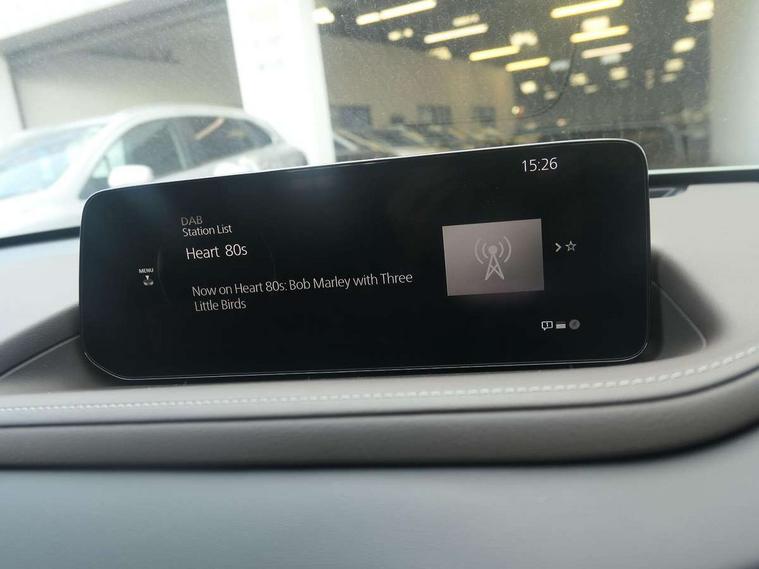 15:26
DAB
Station List
Heart 80s
MENU
Now on Heart 80s: Bob Marley with Three
Little Birds